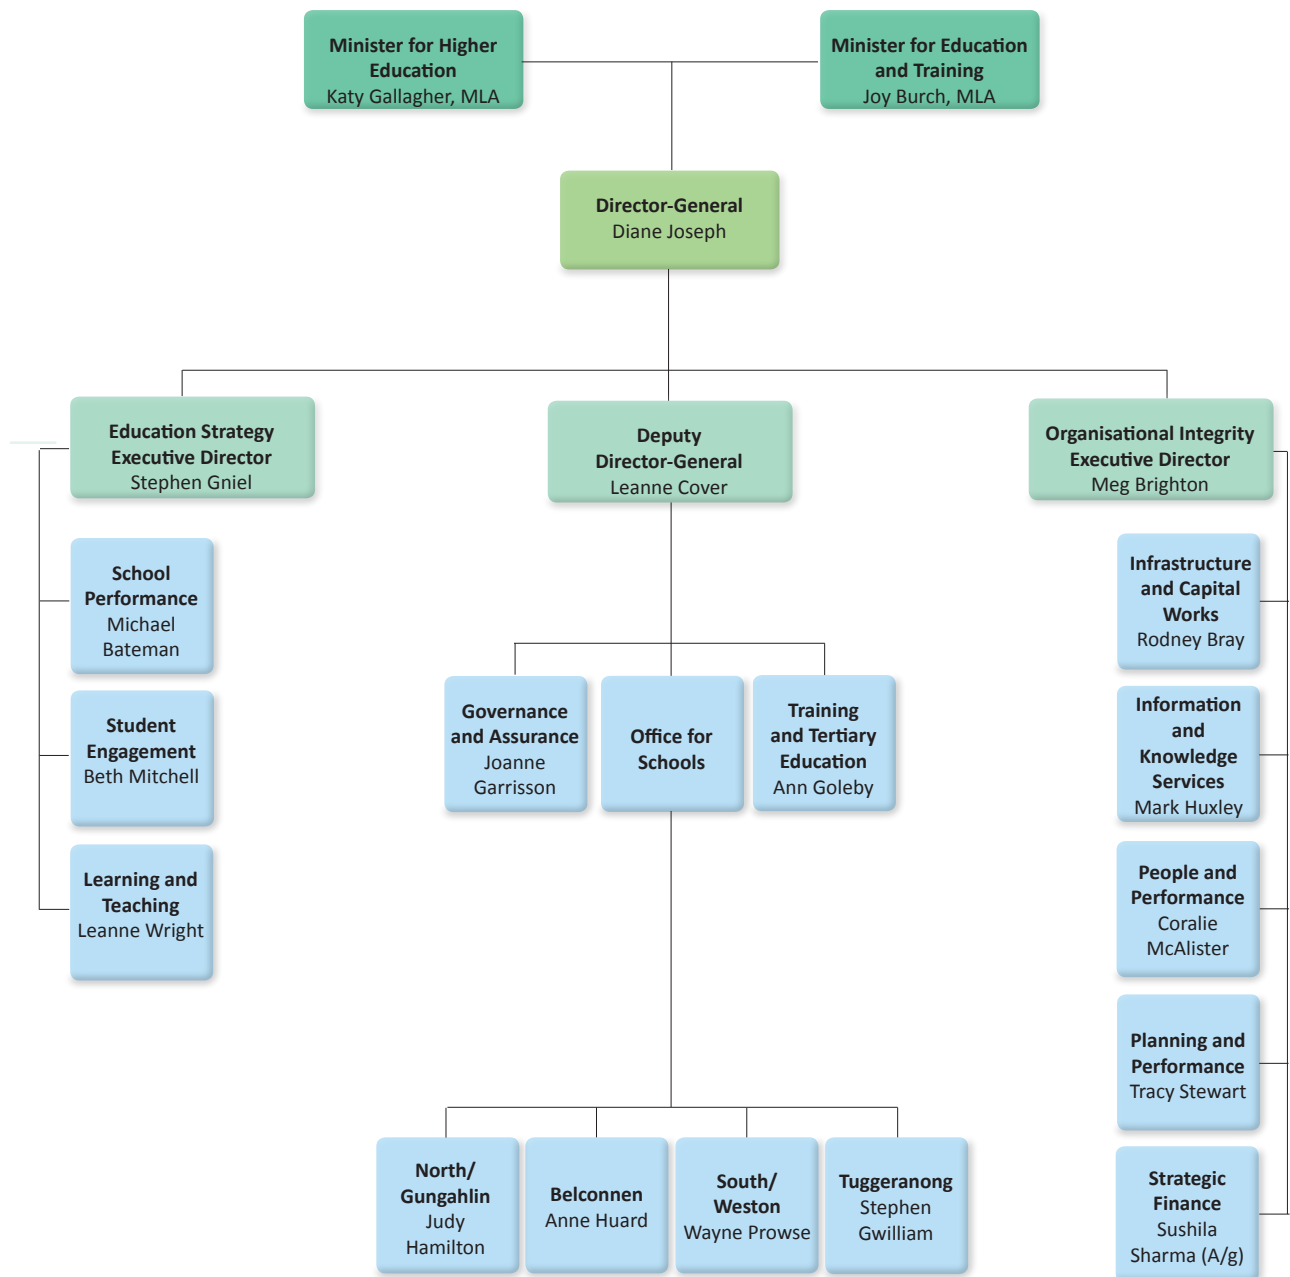 Minister for Higher
Education
Katy Gallagher, MLA
Minister for Education
and Training
Joy Burch, MLA
Director-General
Diane Joseph
Education Strategy
Executive Director
Stephen Gniel
Deputy
Director-General
Leanne Cover
Organisational Integrity
Executive Director
Meg Brighton
School
Performance
Michael
Bateman
Student
Engagement
Beth Mitchell
Learning and
Teaching
Leanne Wright
Governance
and Assurance
Joanne
Garrisson
Office for
Schools
Training
and Tertiary
Education
Ann Goleby
Infrastructure
and Capital
Works
Rodney Bray
Information
and
Knowledge
Services
Mark Huxley
People and
Performance
Coralie
McAlister
Planning and
Performance
Tracy Stewart
Strategic
Finance
Sushila
Sharma (A/g)
North/
Gungahlin
Judy
Hamilton
Belconnen
Anne Huard
South/
Weston
Wayne Prowse
Tuggeranong
Stephen
Gwilliam